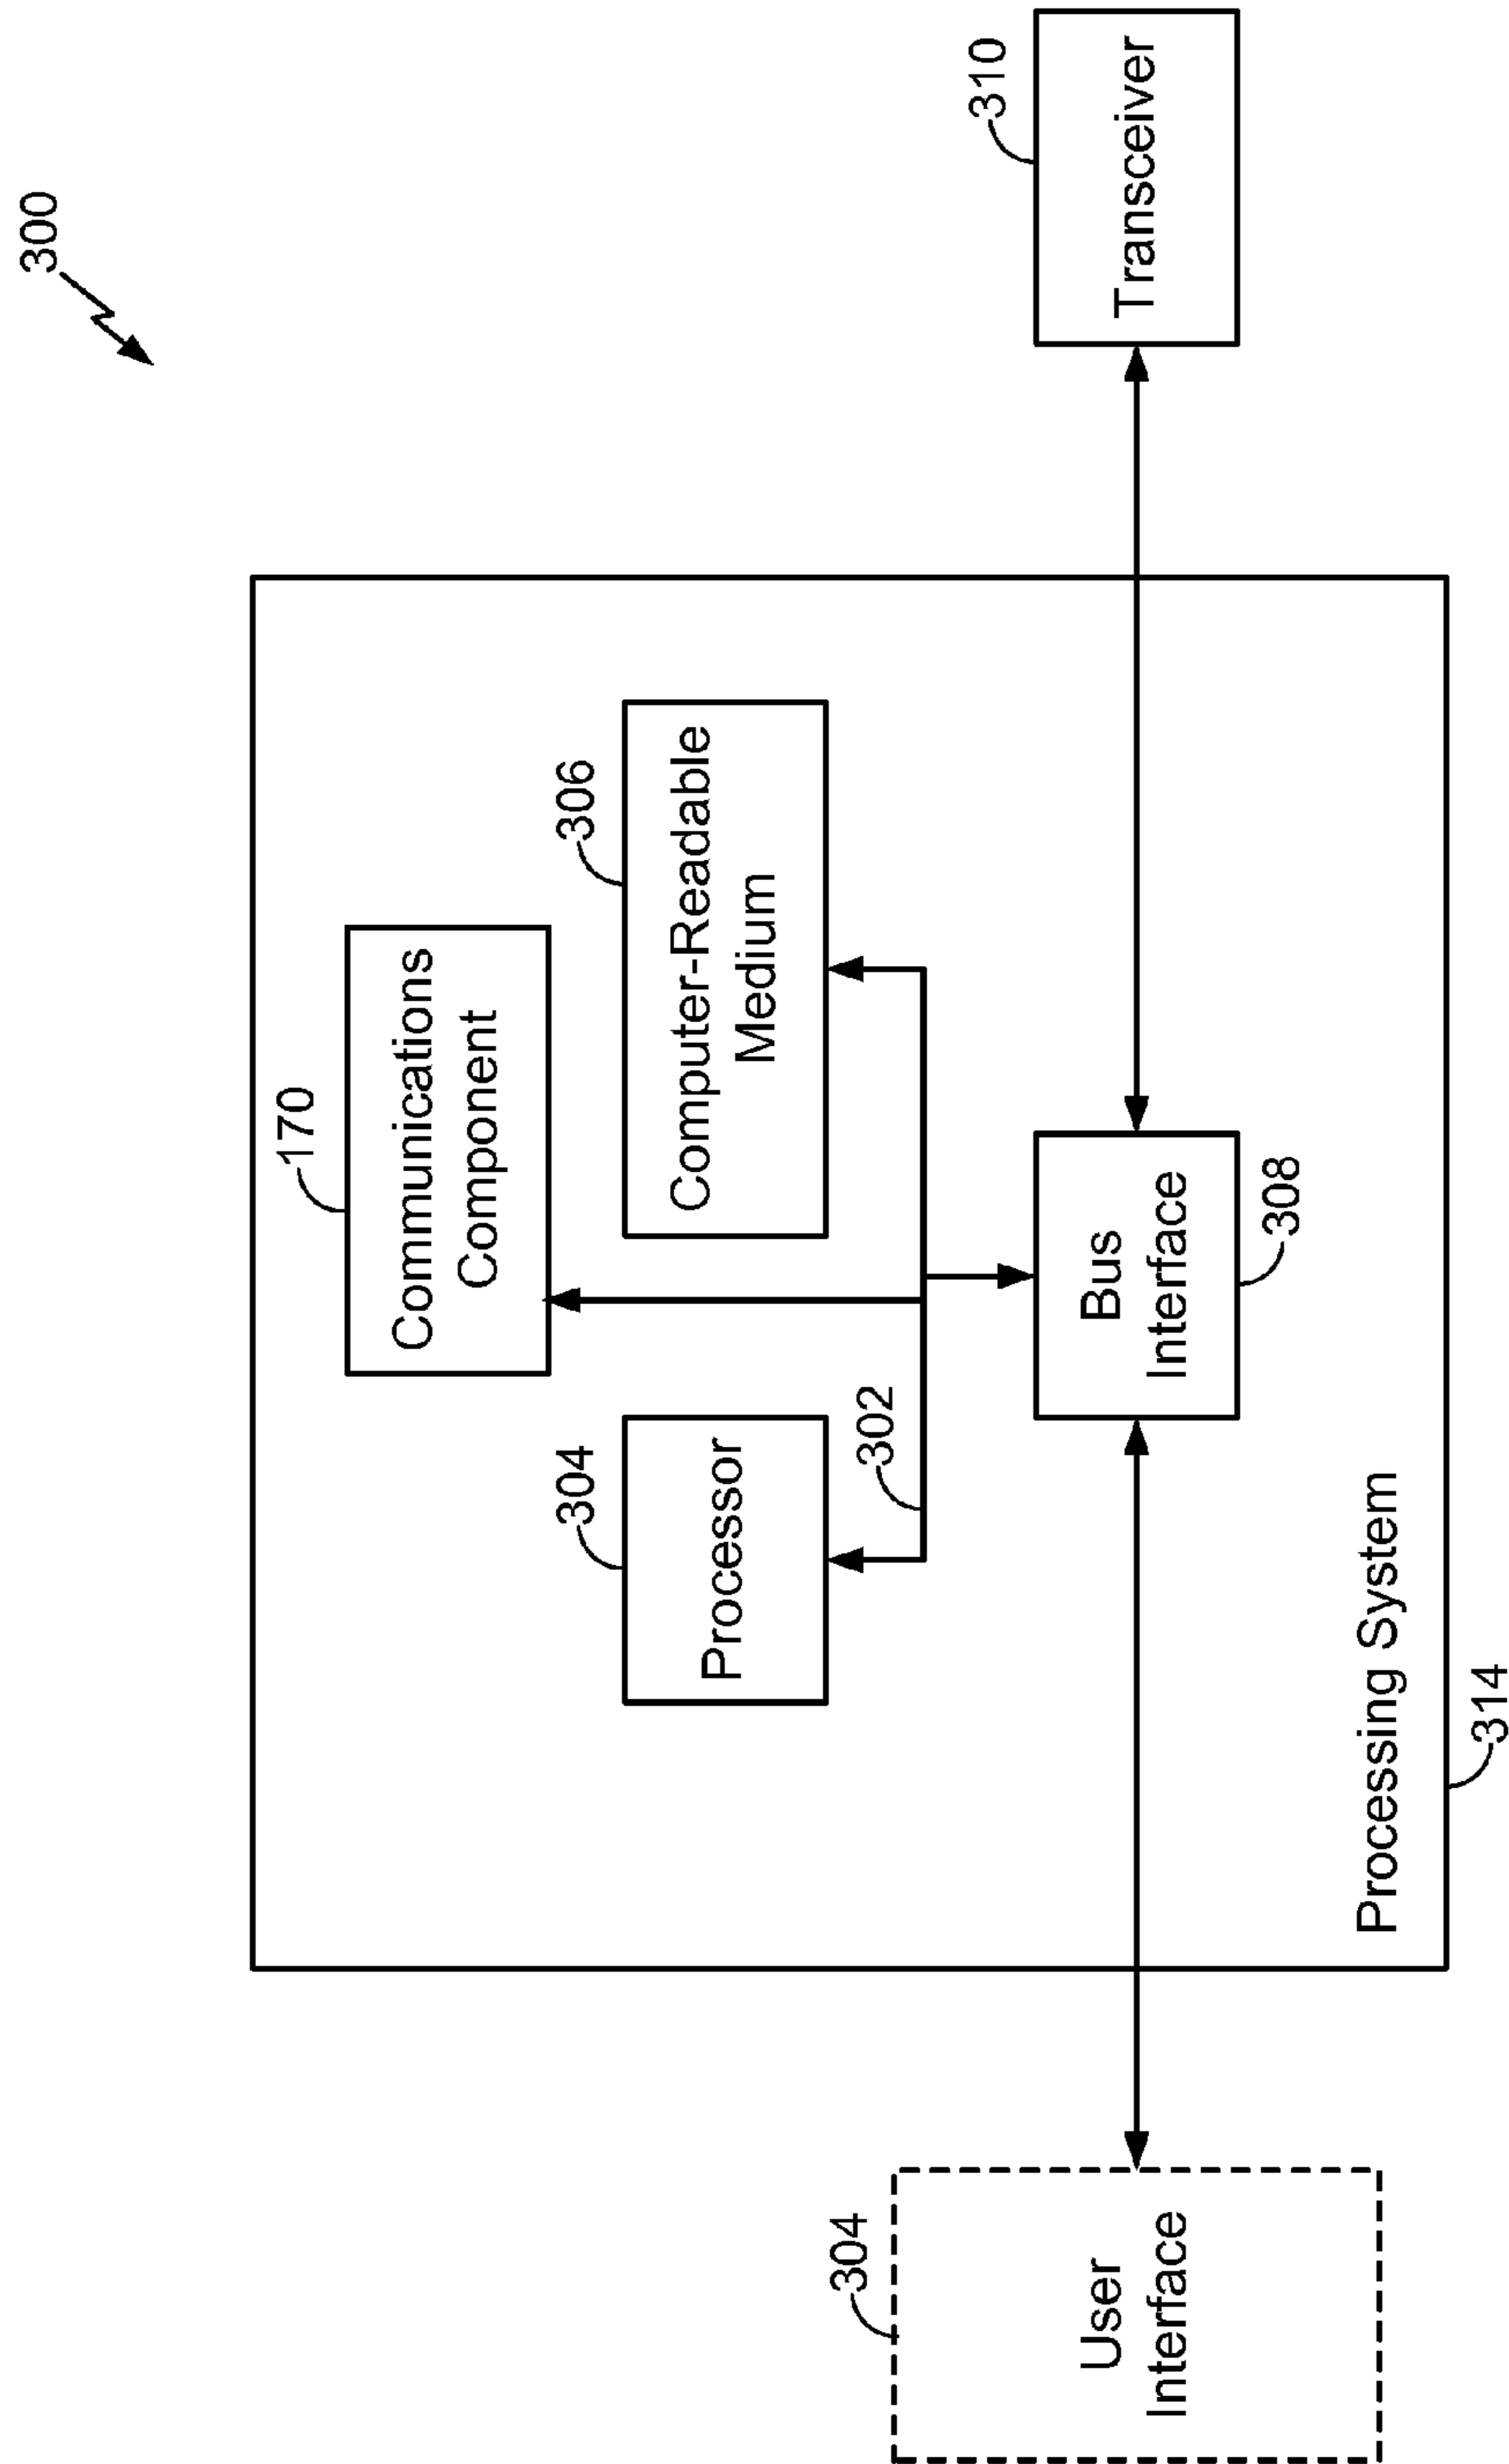 300
170
Communications
Component
304
Processor
306
Computer-Readable
Medium
302
304
User
Interface
Bus
Interface
308
310
Transceiver
Processing System
314